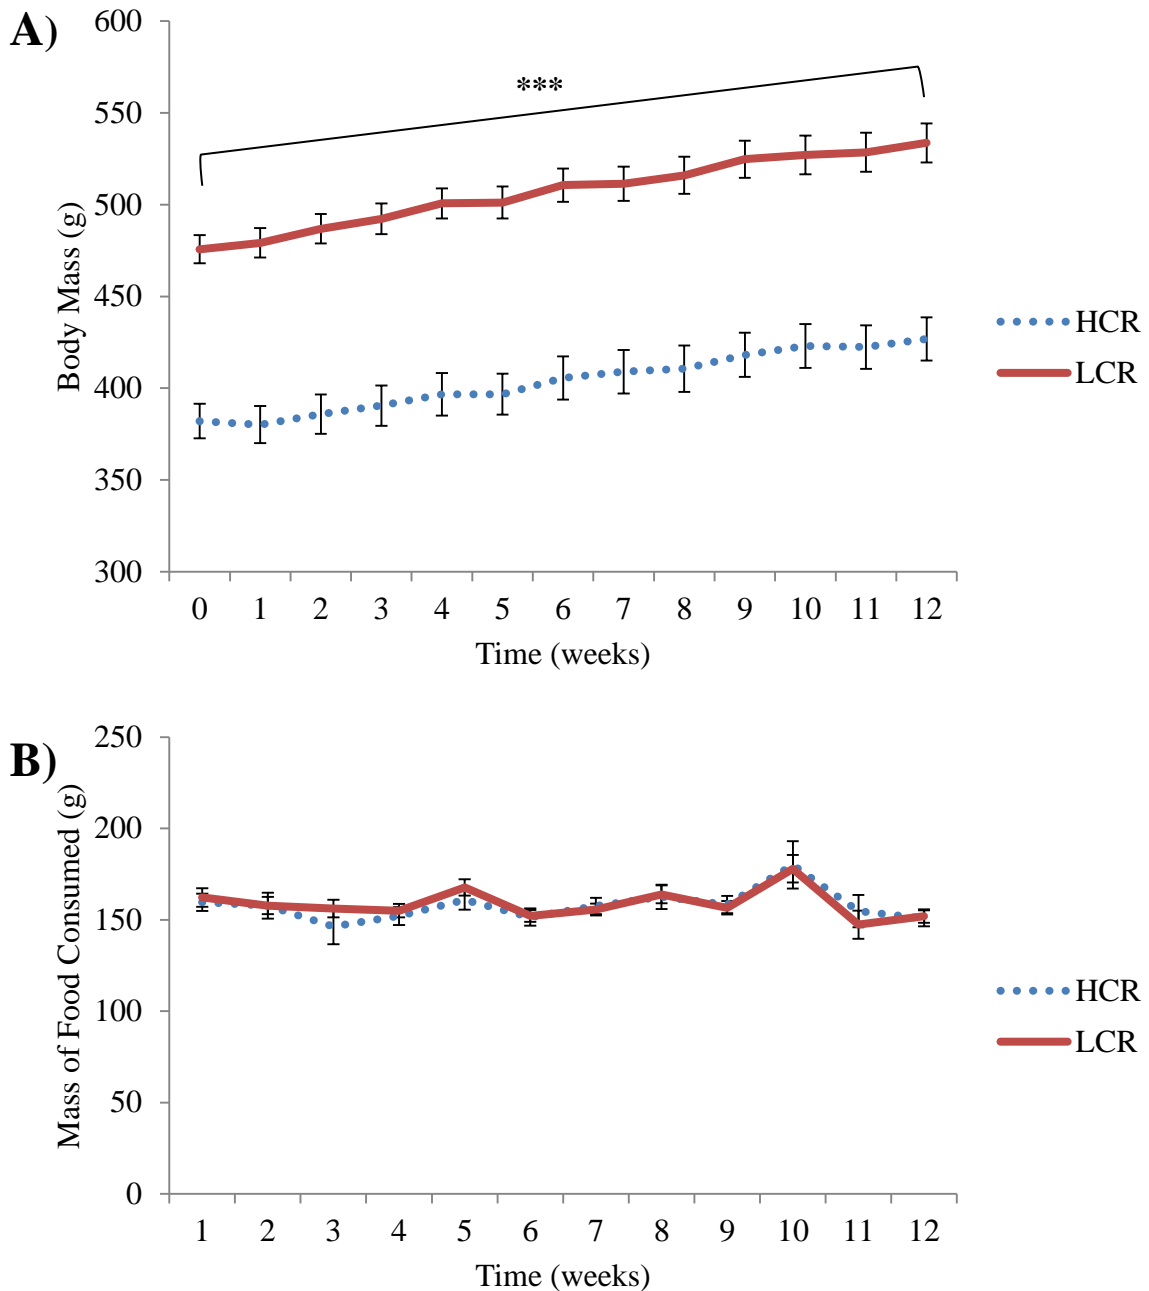 A)
600
550
500
450
400
350
300
Body Mass (g)
***
0 1 2 3 4 5 6 7 8 9 10 11 12
Time (weeks)
HCR
LCR
B)
250
200
150
100
50
0
Mass of Food Consumed (g)
1 2 3 4 5 6 7 8 9 10 11 12
Time (weeks)
HCR
LCR